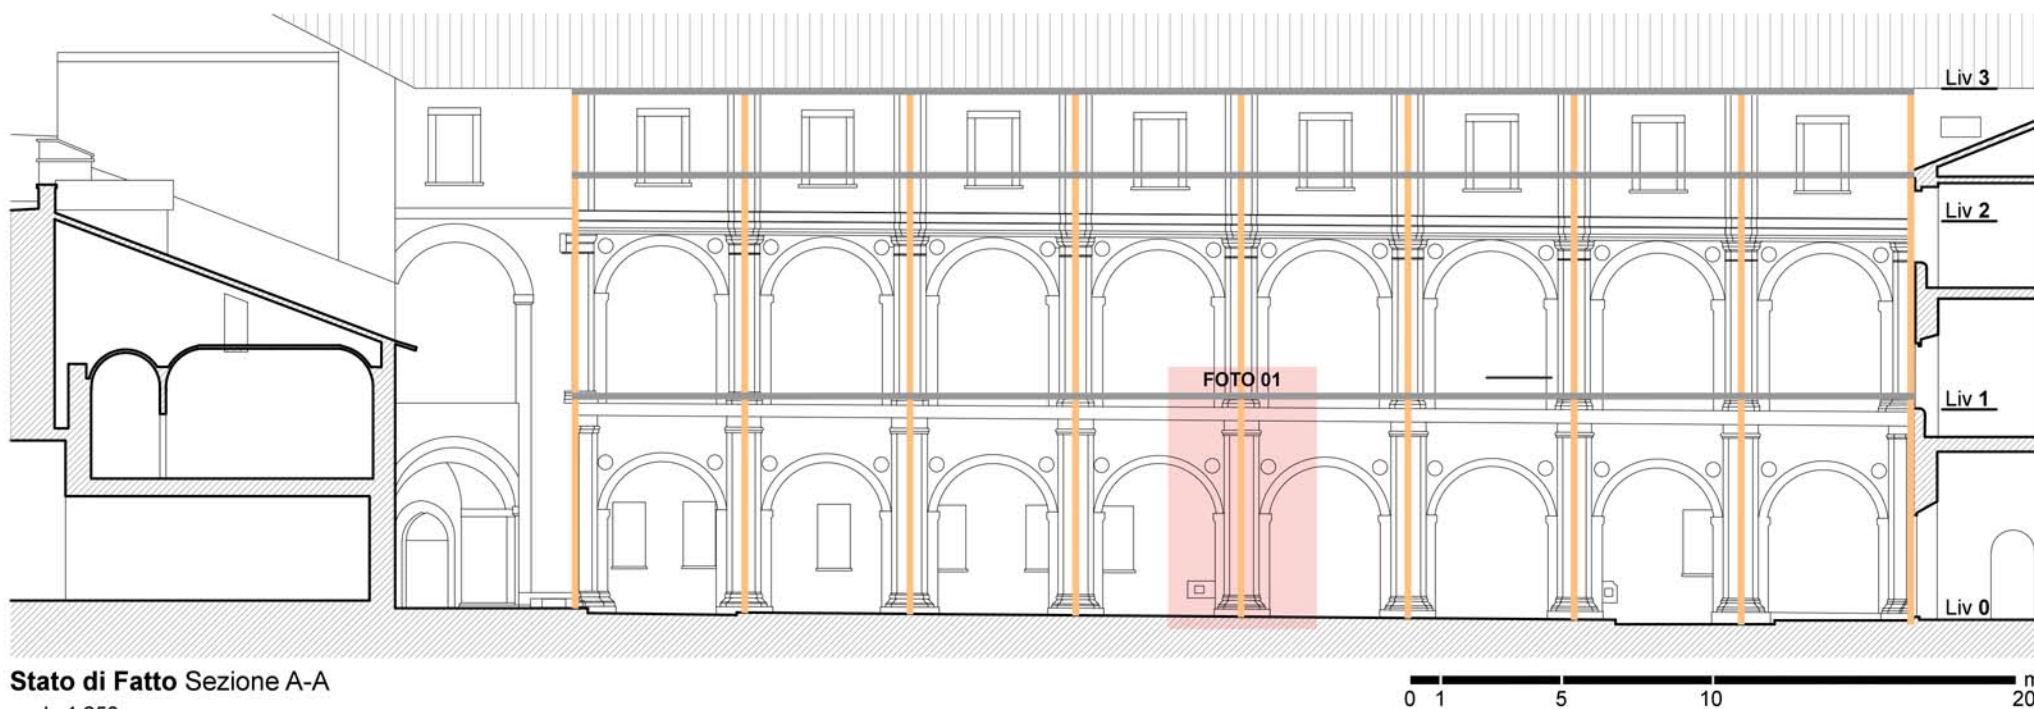 Liv 3
Liv 2
FOTO 01
Liv 1
Liv 0
Stato di Fatto Sezione A-A
0 1 5 10 20
m